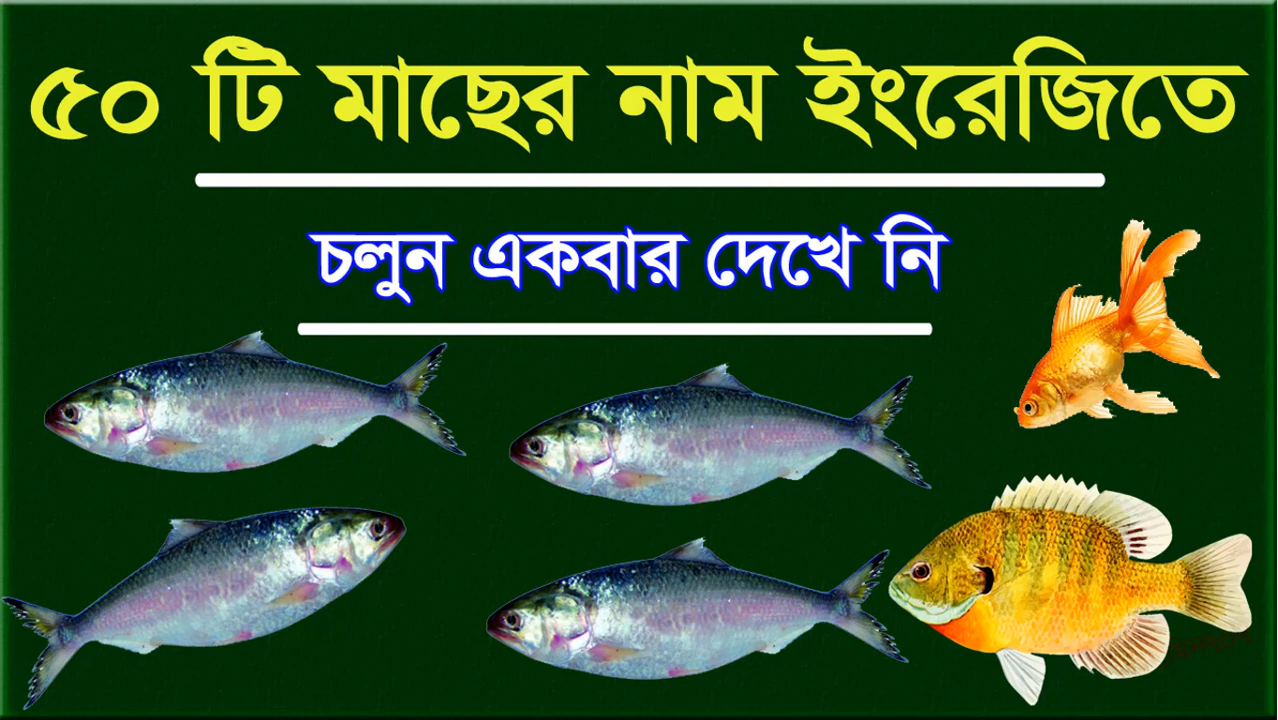 ৫০ টি মাছের নাম ইংরেজিতে
চলুন একবার দেখে নি